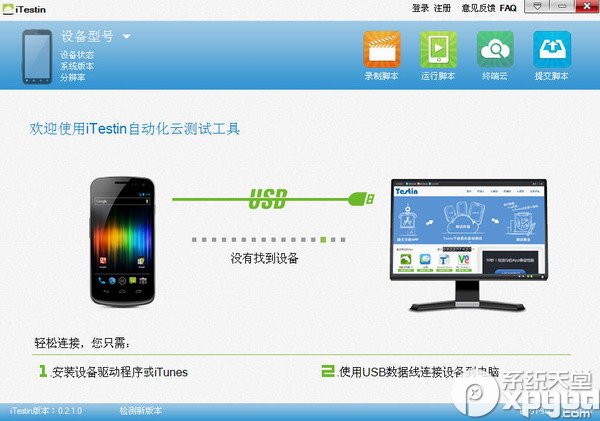 iTestin
登录 注册 意见反馈 FAQ
设备型号
设备状态
系统版本
分辨率
录制脚本 运行脚本 终端云 提交脚本
欢迎使用iTestin自动化云测试工具
USB
Testin
没有找到设备
轻松连接，您只需:
1.安装设备驱动程序或iTunes
2.使用USB数据线连接设备到电脑
系统天堂
iTestin版本：0.2.1.0 检测新版本